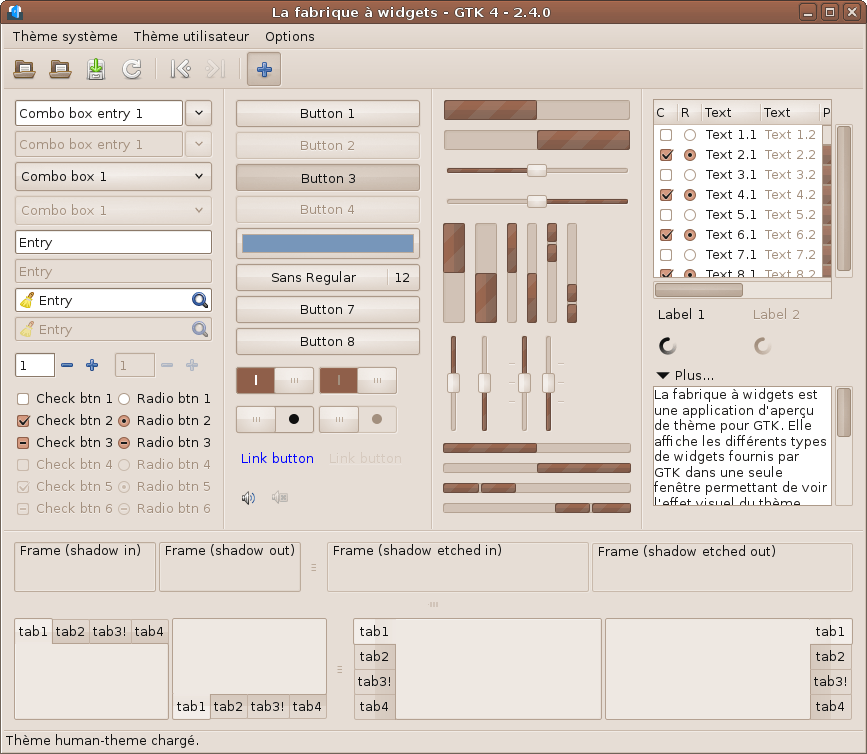 La fabrique à widgets - GTK 4 - 2.4.0
Thème système Thème utilisateur Options
Combo box entry 1
Combo box entry 1
Combo box 1
Combo box 1
Entry
Entry
Entry
Entry
1 1
Check btn 1 Radio btn 1
Check btn 2 Radio btn 2
Check btn 3 Radio btn 3
Check btn 4 Radio btn 4
Check btn 5 Radio btn 5
Check btn 6 Radio btn 6
Button 1
Button 2
Button 3
Button 4
Sans Regular 12
Button 7
Button 8
Link button Link button
C R Text Text P
Text 1.1 Text 1.2
Text 2.1 Text 2.2
Text 3.1 Text 3.2
Text 4.1 Text 4.2
Text 5.1 Text 5.2
Text 6.1 Text 6.2
Text 7.1 Text 7.2
Text 8.1 Text 8.2
Label 1 Label 2
Plus...
La fabrique à widgets est
une application d'aperçu
de thème pour GTK. Elle
affiche les différents types
de widgets fournis par
GTK dans une seule
fenêtre permettant de voir
l'effet visuel du thème
Frame (shadow in) Frame (shadow out) Frame (shadow etched in) Frame (shadow etched out)
tab1 tab2 tab3! tab4
tab1 tab2 tab3! tab4
tab1
tab2
tab3!
tab4
tab1
tab2
tab3!
tab4
Thème human-theme chargé.